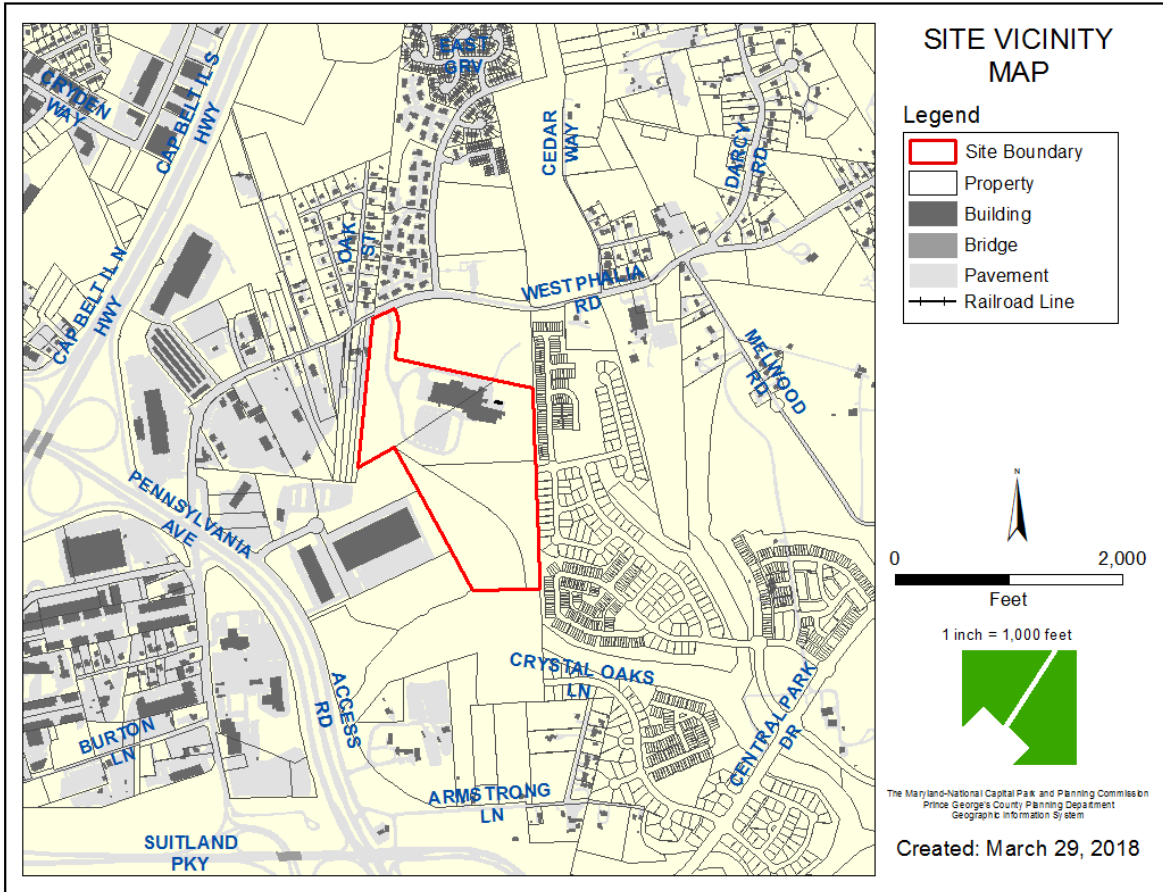 EAST
GRV
CRYDEN
WAY
CAP BELT IL S
HWY
CEDAR
WAY
DARCY
RD
OAK
ST
CAP BELT IL N
HWY
WESTPHALIA
RD
MELWOOD
RD
PENNSYLVANIA
AVE
CRYSTAL OAKS
LN
ACCESS
RD
CENTRAL PARK
DR
BURTON
LN
ARMSTRONG
LN
SUITLAND
PKY
SITE VICINITY
MAP
Legend
Site Boundary
Property
Building
Bridge
Pavement
Railroad Line
N
0 2,000
Feet
1 inch = 1,000 feet
The Maryland-National Capital Park and Planning Commission
Prince George's County Planning Department
Geographic Information System
Created: March 29, 2018